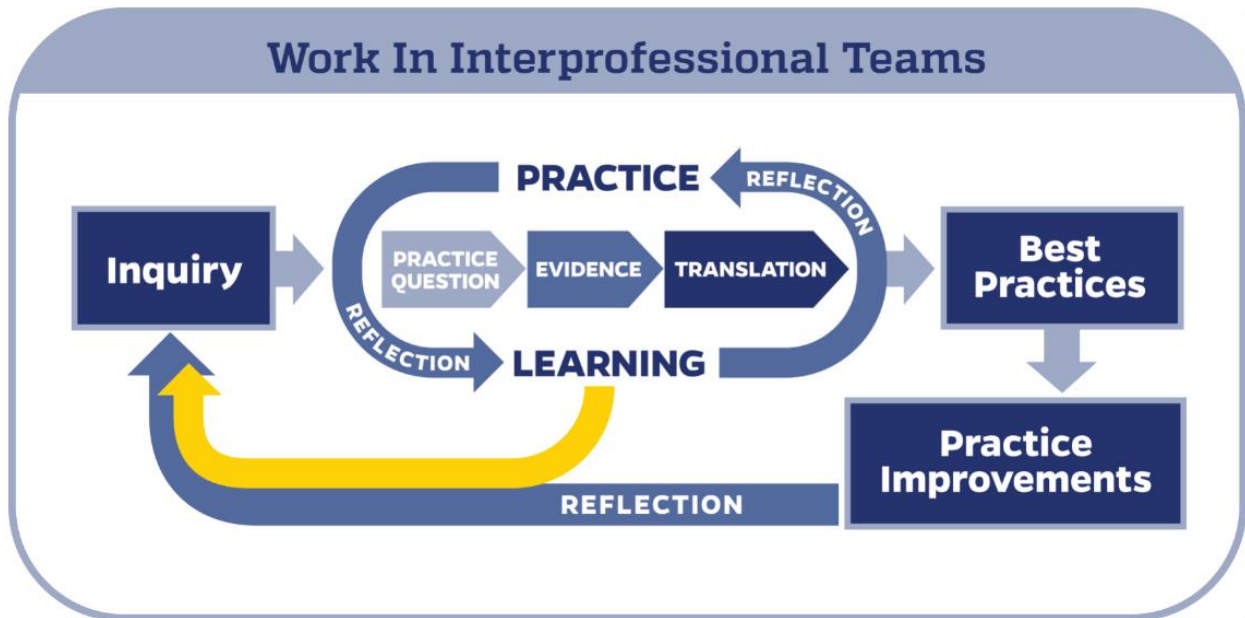 Work In Interprofessional Teams
PRACTICE
REFLECTION
Inquiry
PRACTICE
QUESTION
EVIDENCE
TRANSLATION
Best
Practices
REFLECTION
LEARNING
Practice
Improvements
REFLECTION